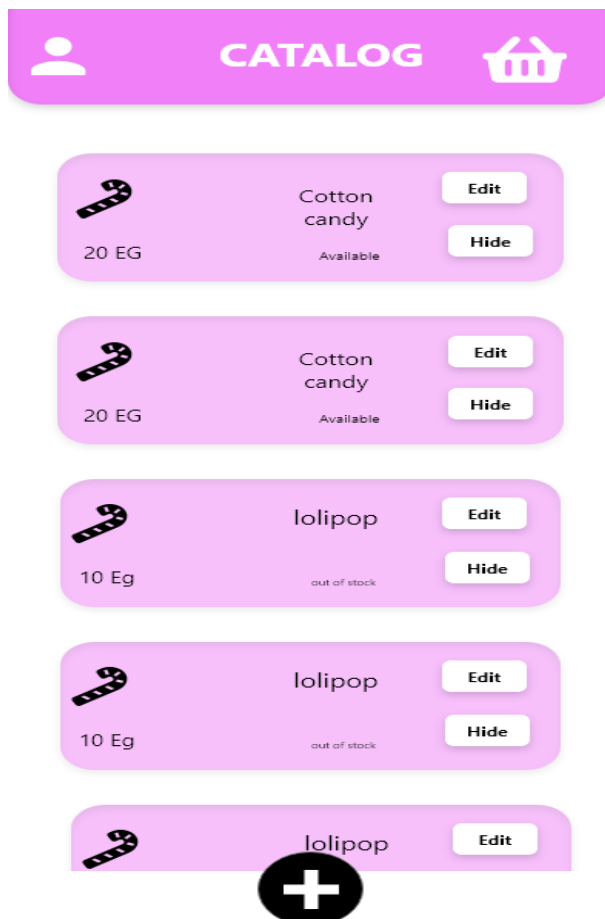 CATALOG
Cotton
candy
Edit
20 EG
Available
Hide
Cotton
candy
Edit
20 EG
Available
Hide
lolipop
Edit
10 Eg
out of stock
Hide
lolipop
Edit
10 Eg
out of stock
Hide
lolipop
Edit